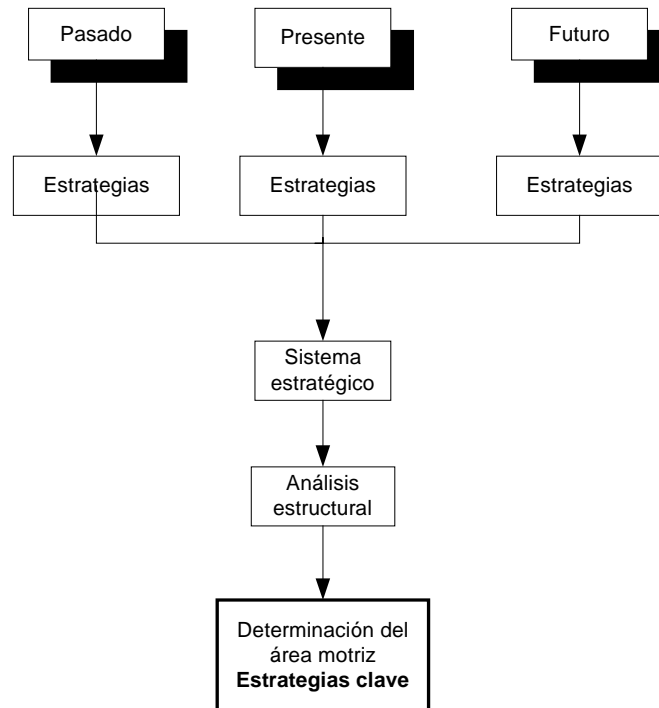 Pasado
Presente
Futuro
Estrategias
Estrategias
Estrategias
Sistema
estratégico
Análisis
estructural
Determinación del
área motriz
Estrategias clave